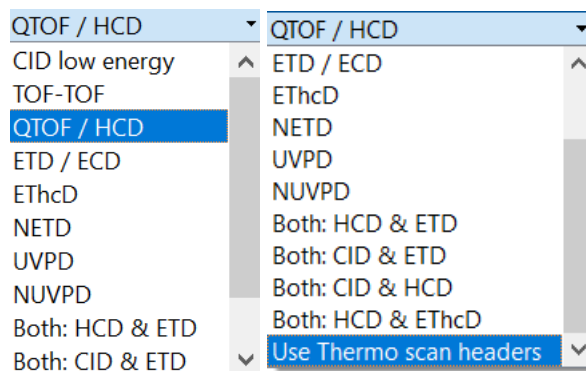 QTOF / HCD
CID low energy
TOF-TOF
QTOF / HCD
ETD / ECD
EThcD
NETD
UVPD
NUVPD
Both: HCD & ETD
Both: CID & ETD
QTOF / HCD
ETD / ECD
EThcD
NETD
UVPD
NUVPD
Both: HCD & ETD
Both: CID & ETD
Both: CID & HCD
Both: HCD & EThcD
Use Thermo scan headers